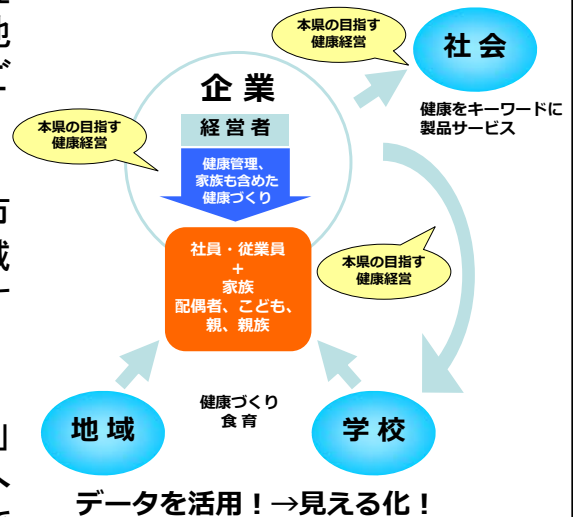 本県の目指す
健康経営
社会
企業
健康をキーワードに
製品サービス
経営者
本県の目指す
健康経営
健康管理、
家族も含めた
健康づくり
社員・従業員
+
家族
配偶者、こども、
親、親族
本県の目指す
健康経営
健康づくり
食育
地域
学校
データを活用!→見える化!